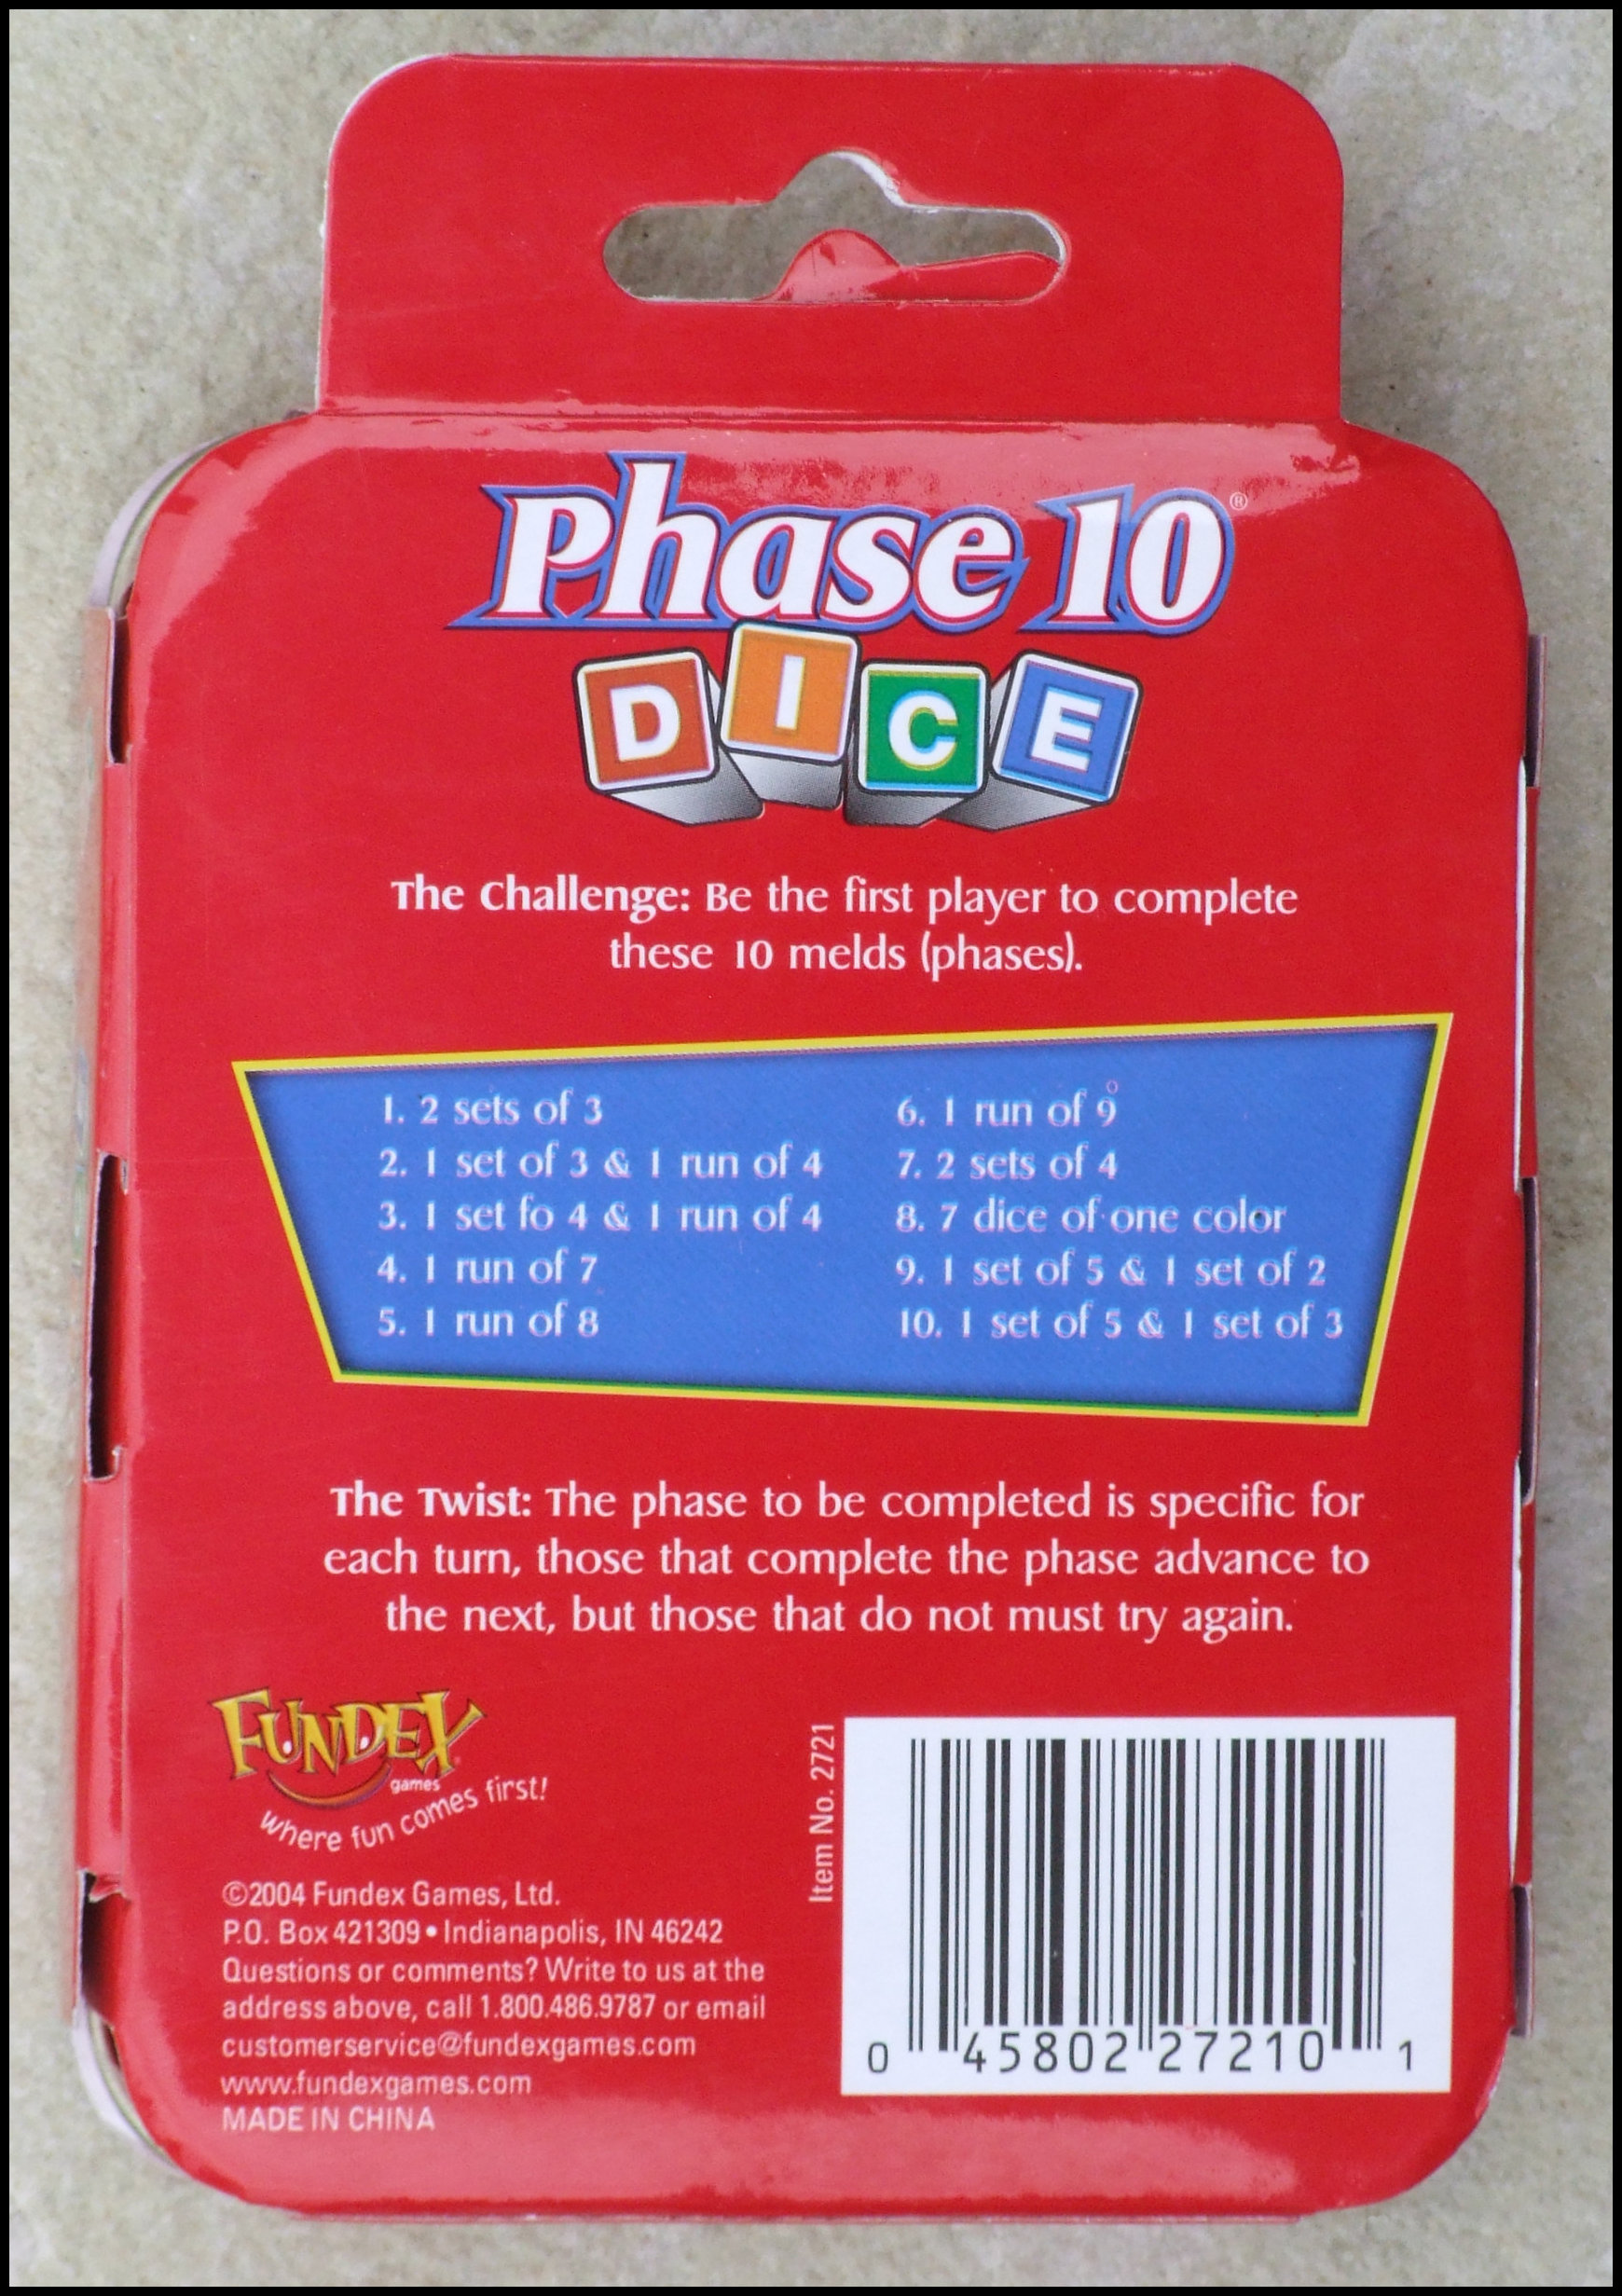 Phase 10®
DICE
The Challenge: Be the first player to complete
these 10 melds (phases).
1. 2 sets of 3
2. 1 set of 3 & 1 run of 4
3. 1 set fo 4 & 1 run of 4
4. 1 run of 7
5. 1 run of 8
6. 1 run of 9
7. 2 sets of 4
8. 7 dice of one color
9. 1 set of 5 & 1 set of 2
10. 1 set of 5 & 1 set of 3
The Twist: The phase to be completed is specific for
each turn, those that complete the phase advance to
the next, but those that do not must try again.
FUNDEX
games
where fun comes first!
©2004 Fundex Games, Ltd.
P.O. Box 421309 • Indianapolis, IN 46242
Questions or comments? Write to us at the
address above, call 1.800.486.9787 or email
customerservice@fundexgames.com
www.fundexgames.com
MADE IN CHINA
Item No. 2721
0 45802 27210 1